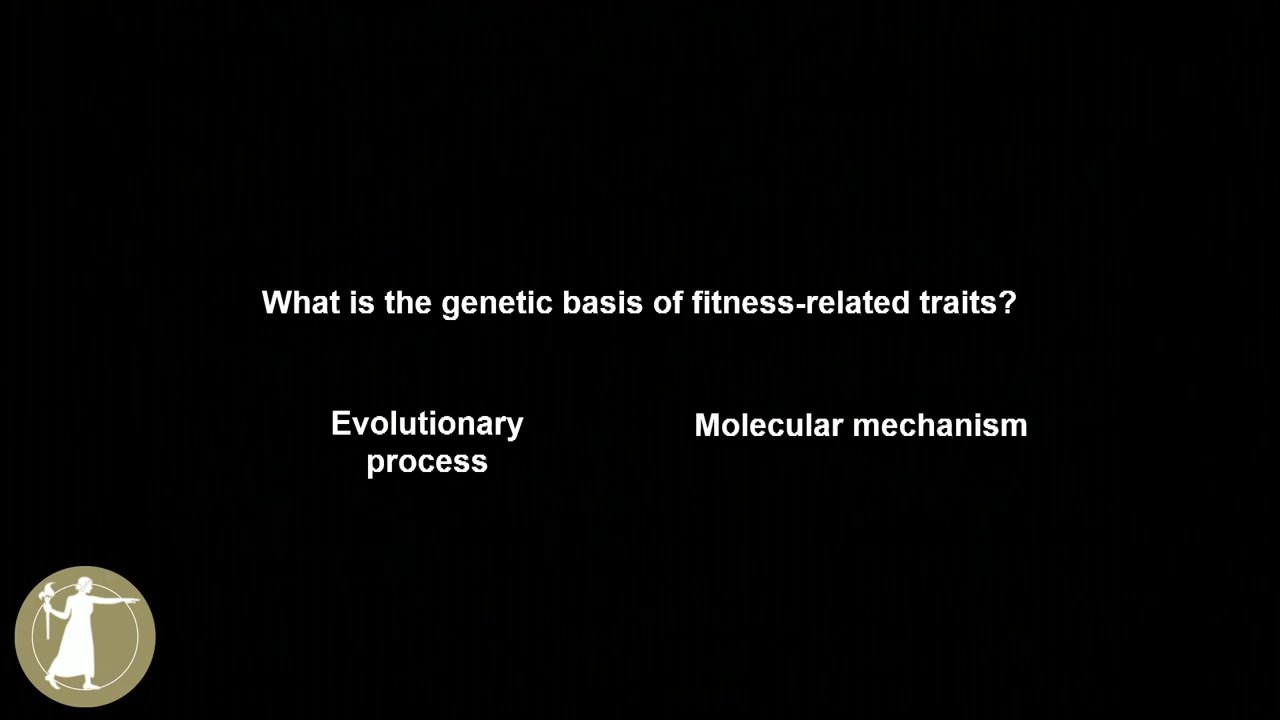 What is the genetic basis of fitness-related traits?
Evolutionary
process
Molecular mechanism